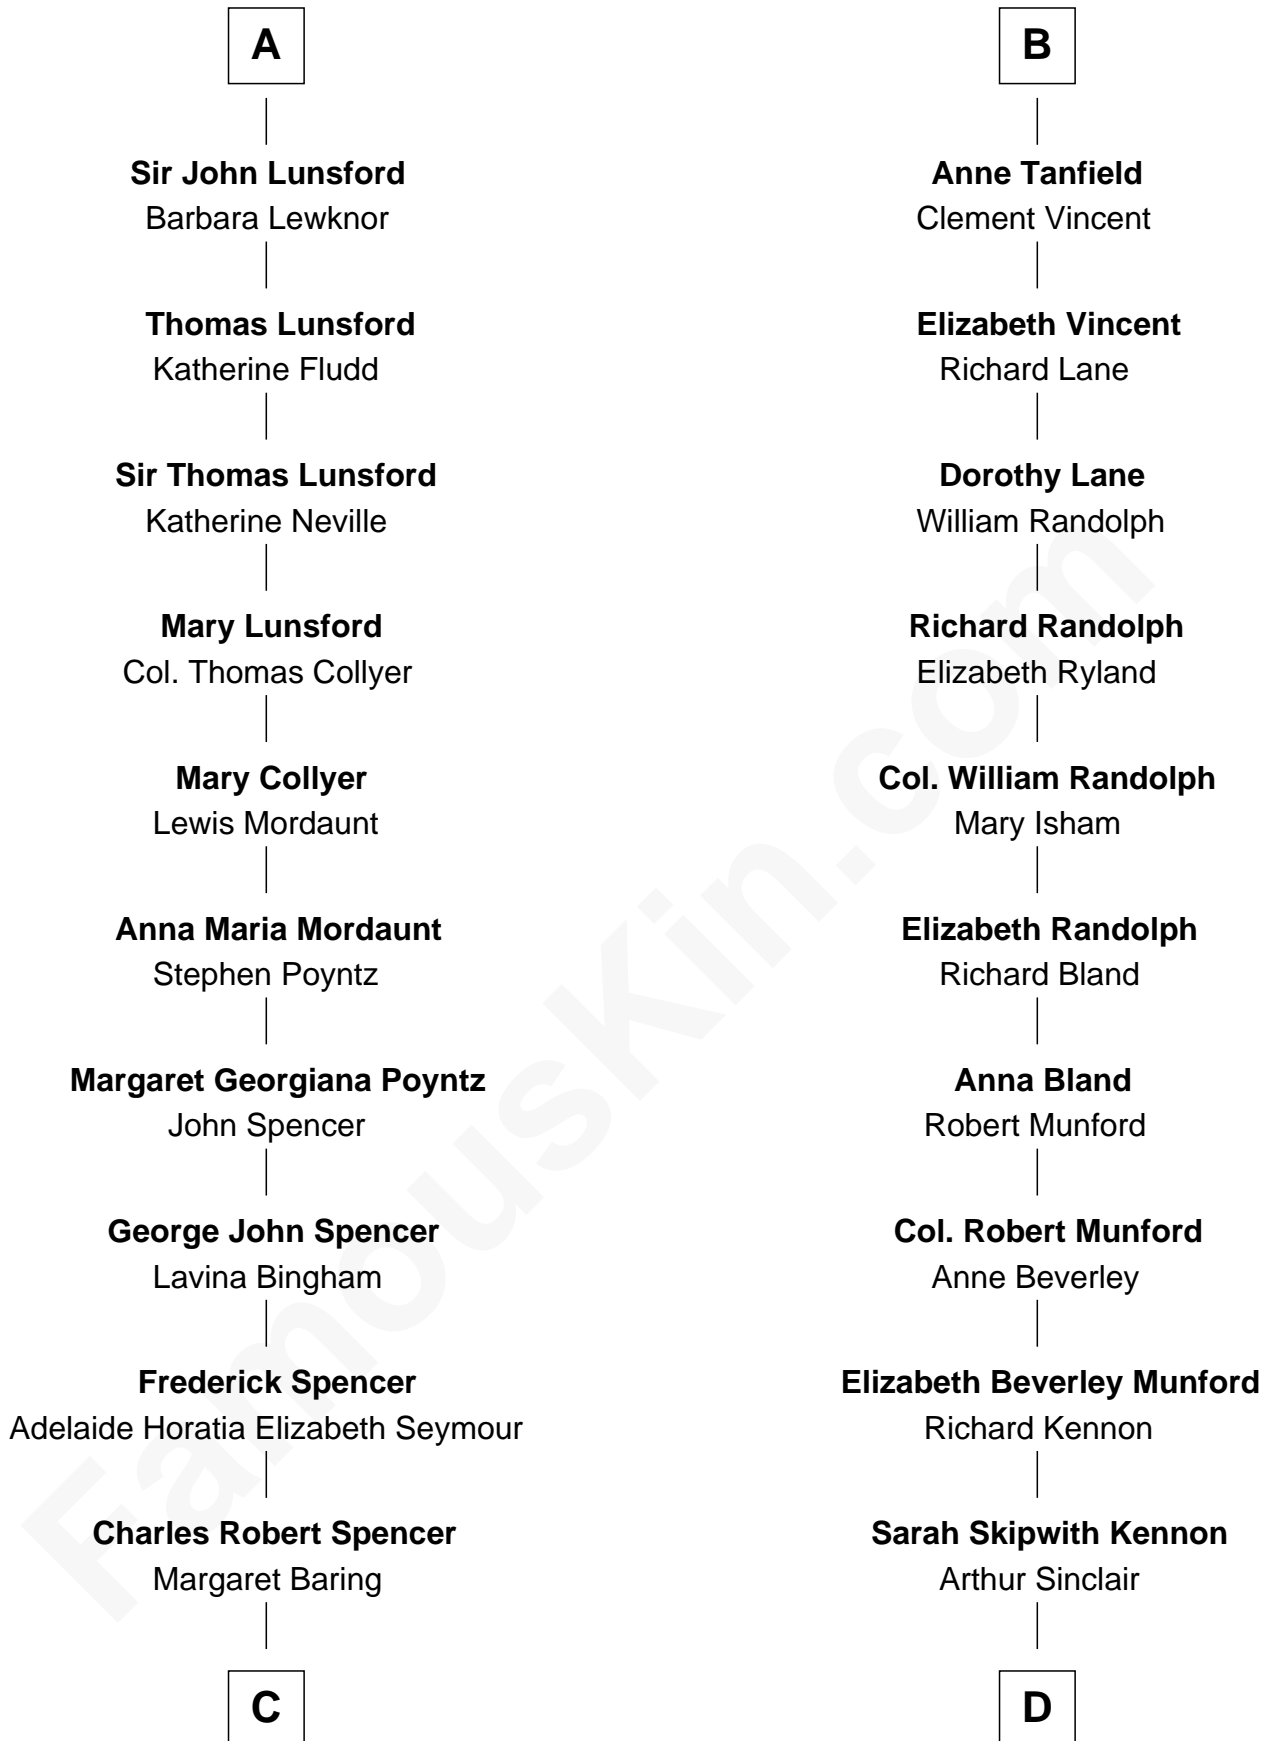 A
Sir John Lunsford
Barbara Lewknor
Thomas Lunsford
Katherine Fludd
Sir Thomas Lunsford
Katherine Neville
Mary Lunsford
Col. Thomas Collyer
Mary Collyer
Lewis Mordaunt
Anna Maria Mordaunt
Stephen Poyntz
Margaret Georgiana Poyntz
John Spencer
George John Spencer
Lavina Bingham
Frederick Spencer
Adelaide Horatia Elizabeth Seymour
Charles Robert Spencer
Margaret Baring
C
B
Anne Tanfield
Clement Vincent
Elizabeth Vincent
Richard Lane
Dorothy Lane
William Randolph
Richard Randolph
Elizabeth Ryland
Col. William Randolph
Mary Isham
Elizabeth Randolph
Richard Bland
Anna Bland
Robert Munford
Col. Robert Munford
Anne Beverley
Elizabeth Beverley Munford
Richard Kennon
Sarah Skipwith Kennon
Arthur Sinclair
D
FamousKin.com